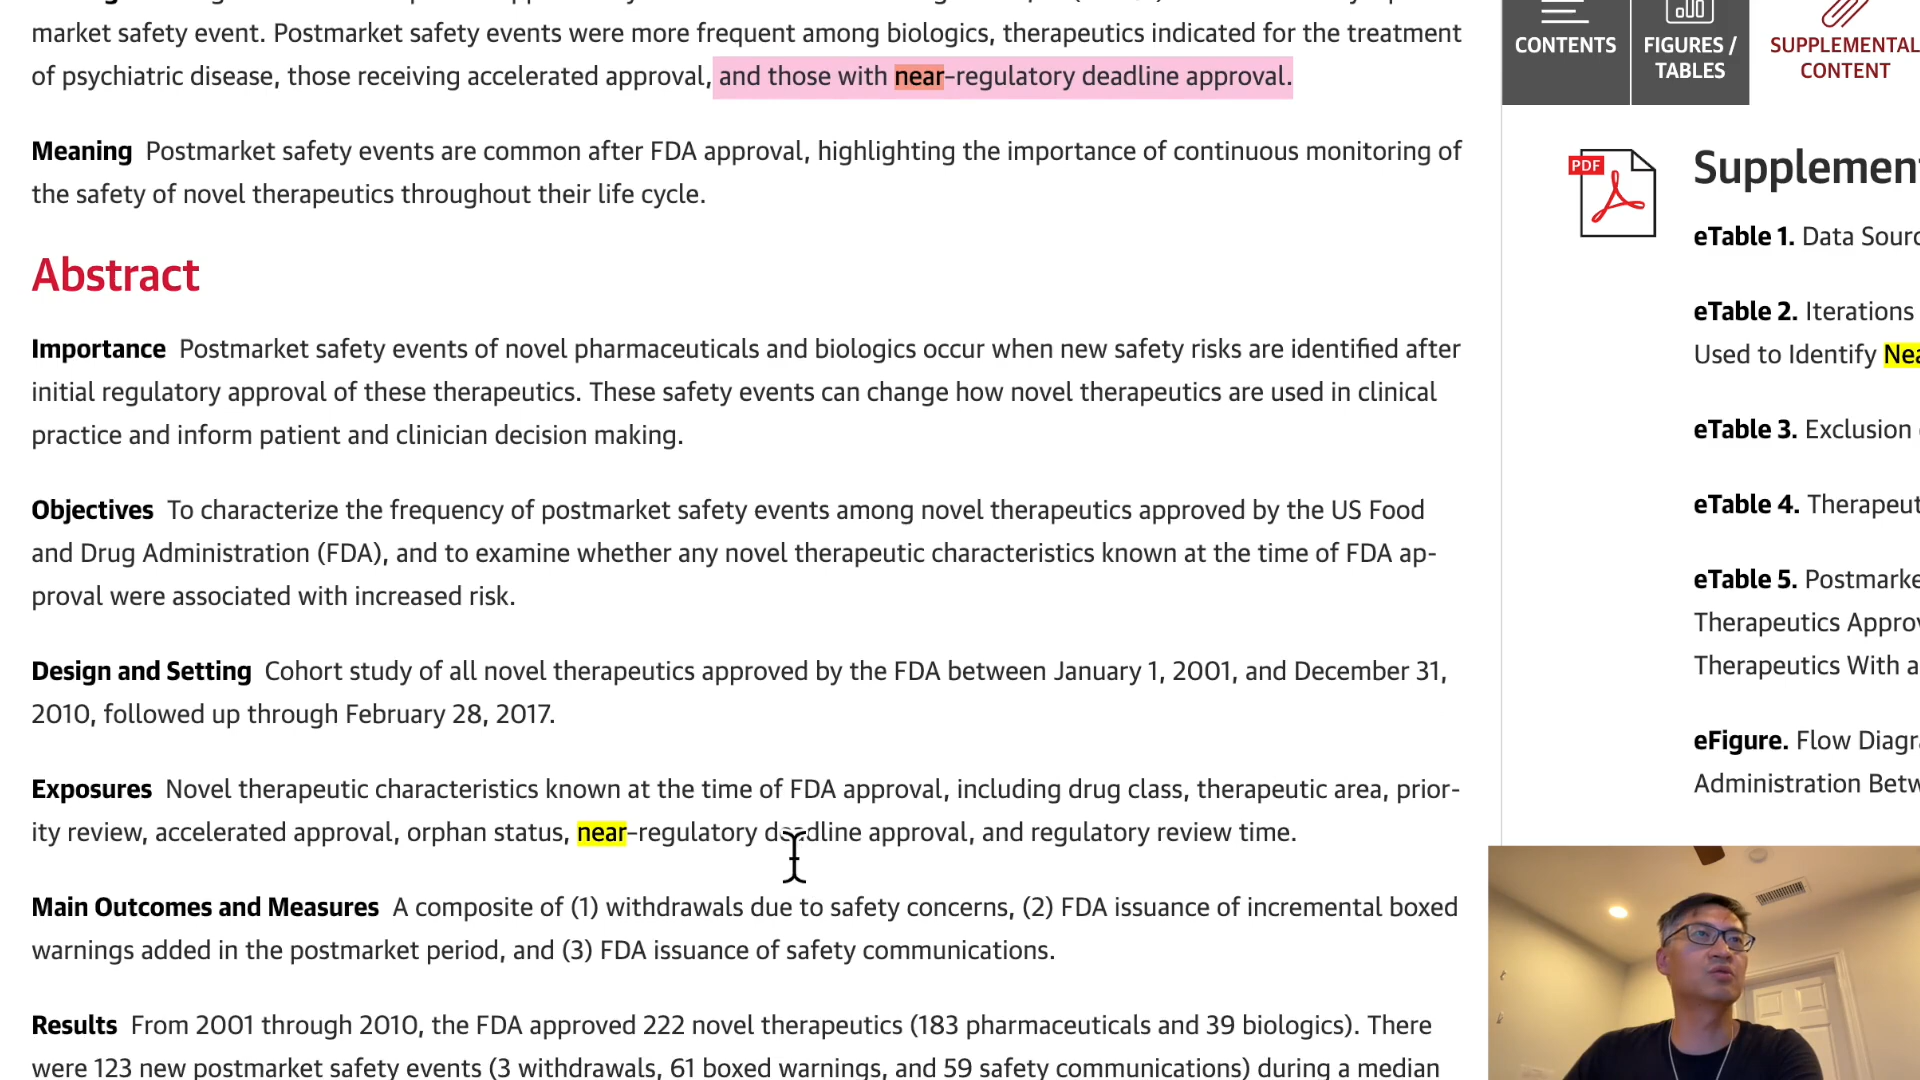 market safety event. Postmarket safety events were more frequent among biologics, therapeutics indicated for the treatment
of psychiatric disease, those receiving accelerated approval, and those with near-regulatory deadline approval.
Meaning Postmarket safety events are common after FDA approval, highlighting the importance of continuous monitoring of
the safety of novel therapeutics throughout their life cycle.
Abstract
Importance Postmarket safety events of novel pharmaceuticals and biologics occur when new safety risks are identified after
initial regulatory approval of these therapeutics. These safety events can change how novel therapeutics are used in clinical
practice and inform patient and clinician decision making.
Objectives To characterize the frequency of postmarket safety events among novel therapeutics approved by the US Food
and Drug Administration (FDA), and to examine whether any novel therapeutic characteristics known at the time of FDA ap-
proval were associated with increased risk.
Design and Setting Cohort study of all novel therapeutics approved by the FDA between January 1, 2001, and December 31,
2010, followed up through February 28, 2017.
Exposures Novel therapeutic characteristics known at the time of FDA approval, including drug class, therapeutic area, prior-
ity review, accelerated approval, orphan status, near-regulatory deadline approval, and regulatory review time.
Main Outcomes and Measures A composite of (1) withdrawals due to safety concerns, (2) FDA issuance of incremental boxed
warnings added in the postmarket period, and (3) FDA issuance of safety communications.
Results From 2001 through 2010, the FDA approved 222 novel therapeutics (183 pharmaceuticals and 39 biologics). There
were 123 new postmarket safety events (3 withdrawals, 61 boxed warnings, and 59 safety communications) during a median
CONTENTS
FIGURES /
TABLES
SUPPLEMENTAL
CONTENT
PDF
Supplemen
eTable 1. Data Sourc
eTable 2. Iterations
Used to Identify Nea
eTable 3. Exclusion
eTable 4. Therapeut
eTable 5. Postmarke
Therapeutics Approv
Therapeutics With a
eFigure. Flow Diagra
Administration Betw